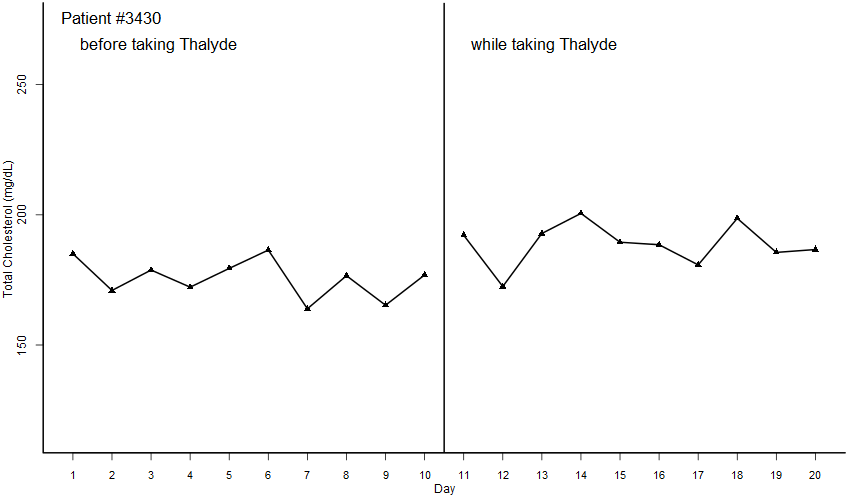 Patient #3430
before taking Thalyde
while taking Thalyde
Total Cholesterol (mg/dL)
250
200
150
1 2 3 4 5 6 7 8 9 10 11 12 13 14 15 16 17 18 19 20
Day